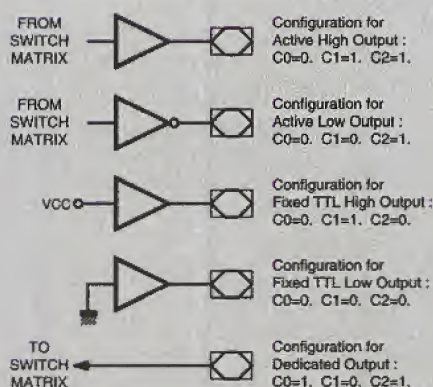 FROM
SWITCH
MATRIX
Configuration for
Active High Output :
C0=0. C1=1. C2=1.
FROM
SWITCH
MATRIX
Configuration for
Active Low Output :
C0=0. C1=0. C2=1.
VCC
Configuration for
Fixed TTL High Output :
C0=0. C1=1. C2=0.
Configuration for
Fixed TTL Low Output :
C0=0. C1=0. C2=0.
TO
SWITCH
MATRIX
Configuration for
Dedicated Output :
C0=1. C1=0. C2=1.